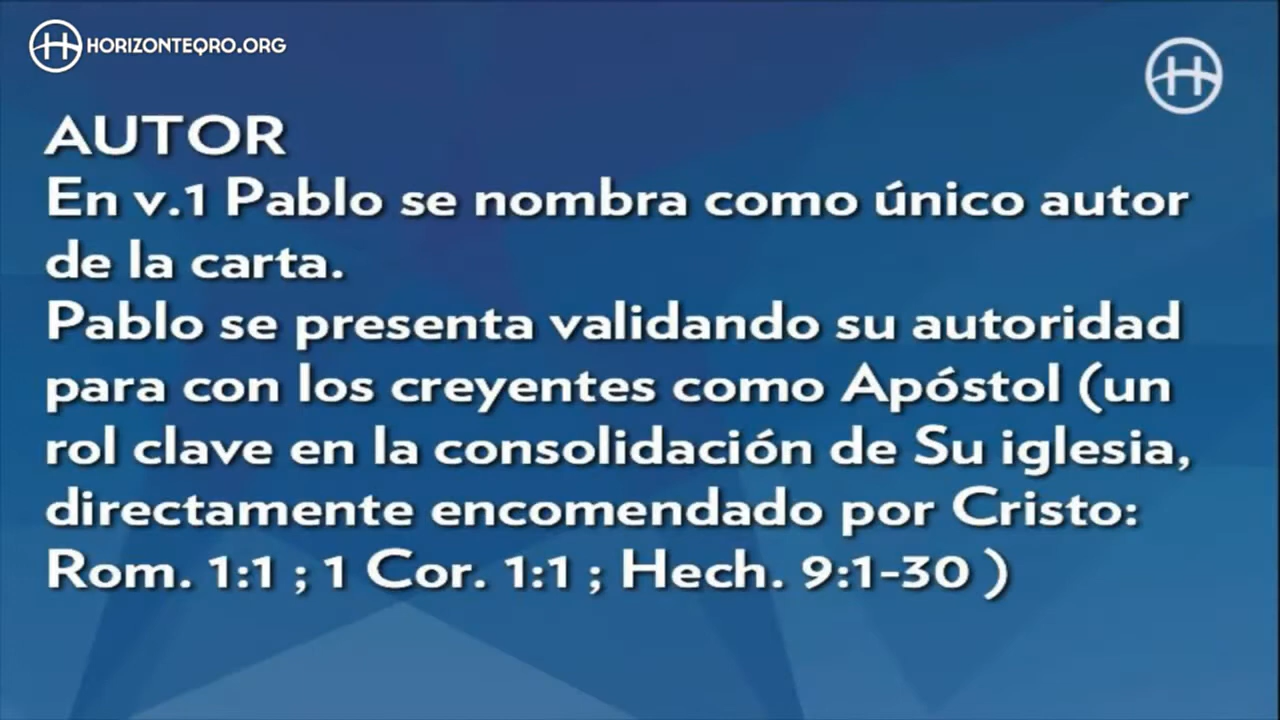 HORIZONTEQRO.ORG
AUTOR
En v.1 Pablo se nombra como único autor
de la carta.
Pablo se presenta validando su autoridad
para con los creyentes como Apóstol (un
rol clave en la consolidación de Su iglesia,
directamente encomendado por Cristo:
Rom. 1:1 ; 1 Cor. 1:1 ; Hech. 9:1-30 )